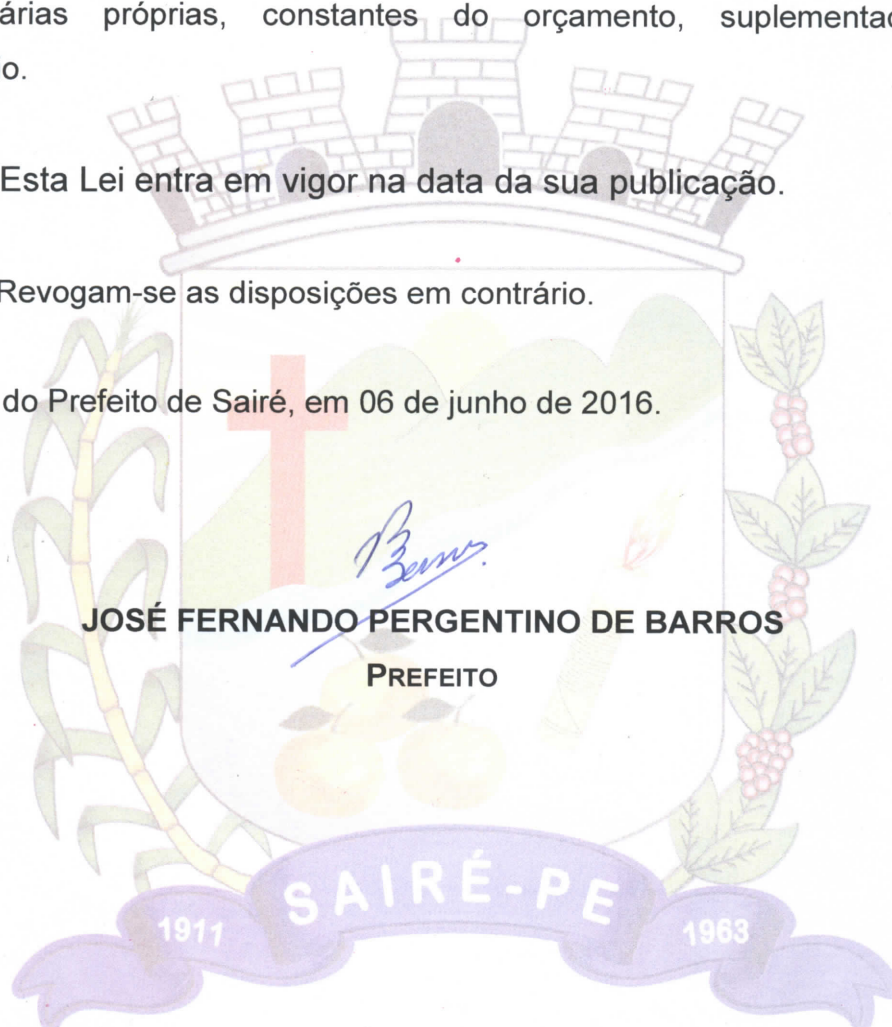 árias próprias, constantes do orçamento, suplementad
o.
Esta Lei entra em vigor na data da sua publicação.
Revogam-se as disposições em contrário.
do Prefeito de Sairé, em 06 de junho de 2016.
JOSÉ FERNANDO PERGENTINO DE BARROS
PREFEITO
SAIRÉ-PE
1911 1963